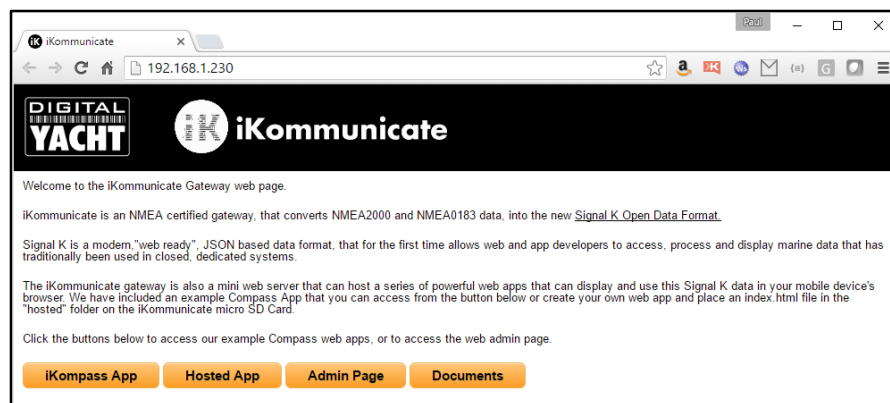 Paul
iKommunicate
192.168.1.230
DIGITAL
YACHT
iK iKommunicate
Welcome to the iKommunicate Gateway web page.
iKommunicate is an NMEA certified gateway, that converts NMEA2000 and NMEA0183 data, into the new Signal K Open Data Format.
Signal K is a modern,"web ready", JSON based data format, that for the first time allows web and app developers to access, process and display marine data that has
traditionally been used in closed, dedicated systems.
The iKommunicate gateway is also a mini web server that can host a series of powerful web apps that can display and use this Signal K data in your mobile device's
browser. We have included an example Compass App that you can access from the button below or create your own web app and place an index.html file in the
"hosted" folder on the iKommunicate micro SD Card.
Click the buttons below to access our example Compass web apps, or to access the web admin page.
iKompass App Hosted App Admin Page Documents